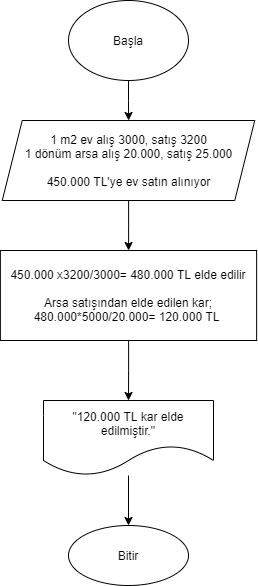 Başla
1 m2 ev alış 3000, satış 3200
1 dönüm arsa alış 20.000, satış 25.000
450.000 TL'ye ev satın alınıyor
450.000 x3200/3000= 480.000 TL elde edilir
Arsa satışından elde edilen kar;
480.000*5000/20.000= 120.000 TL
"120.000 TL kar elde
edilmiştir."
Bitir